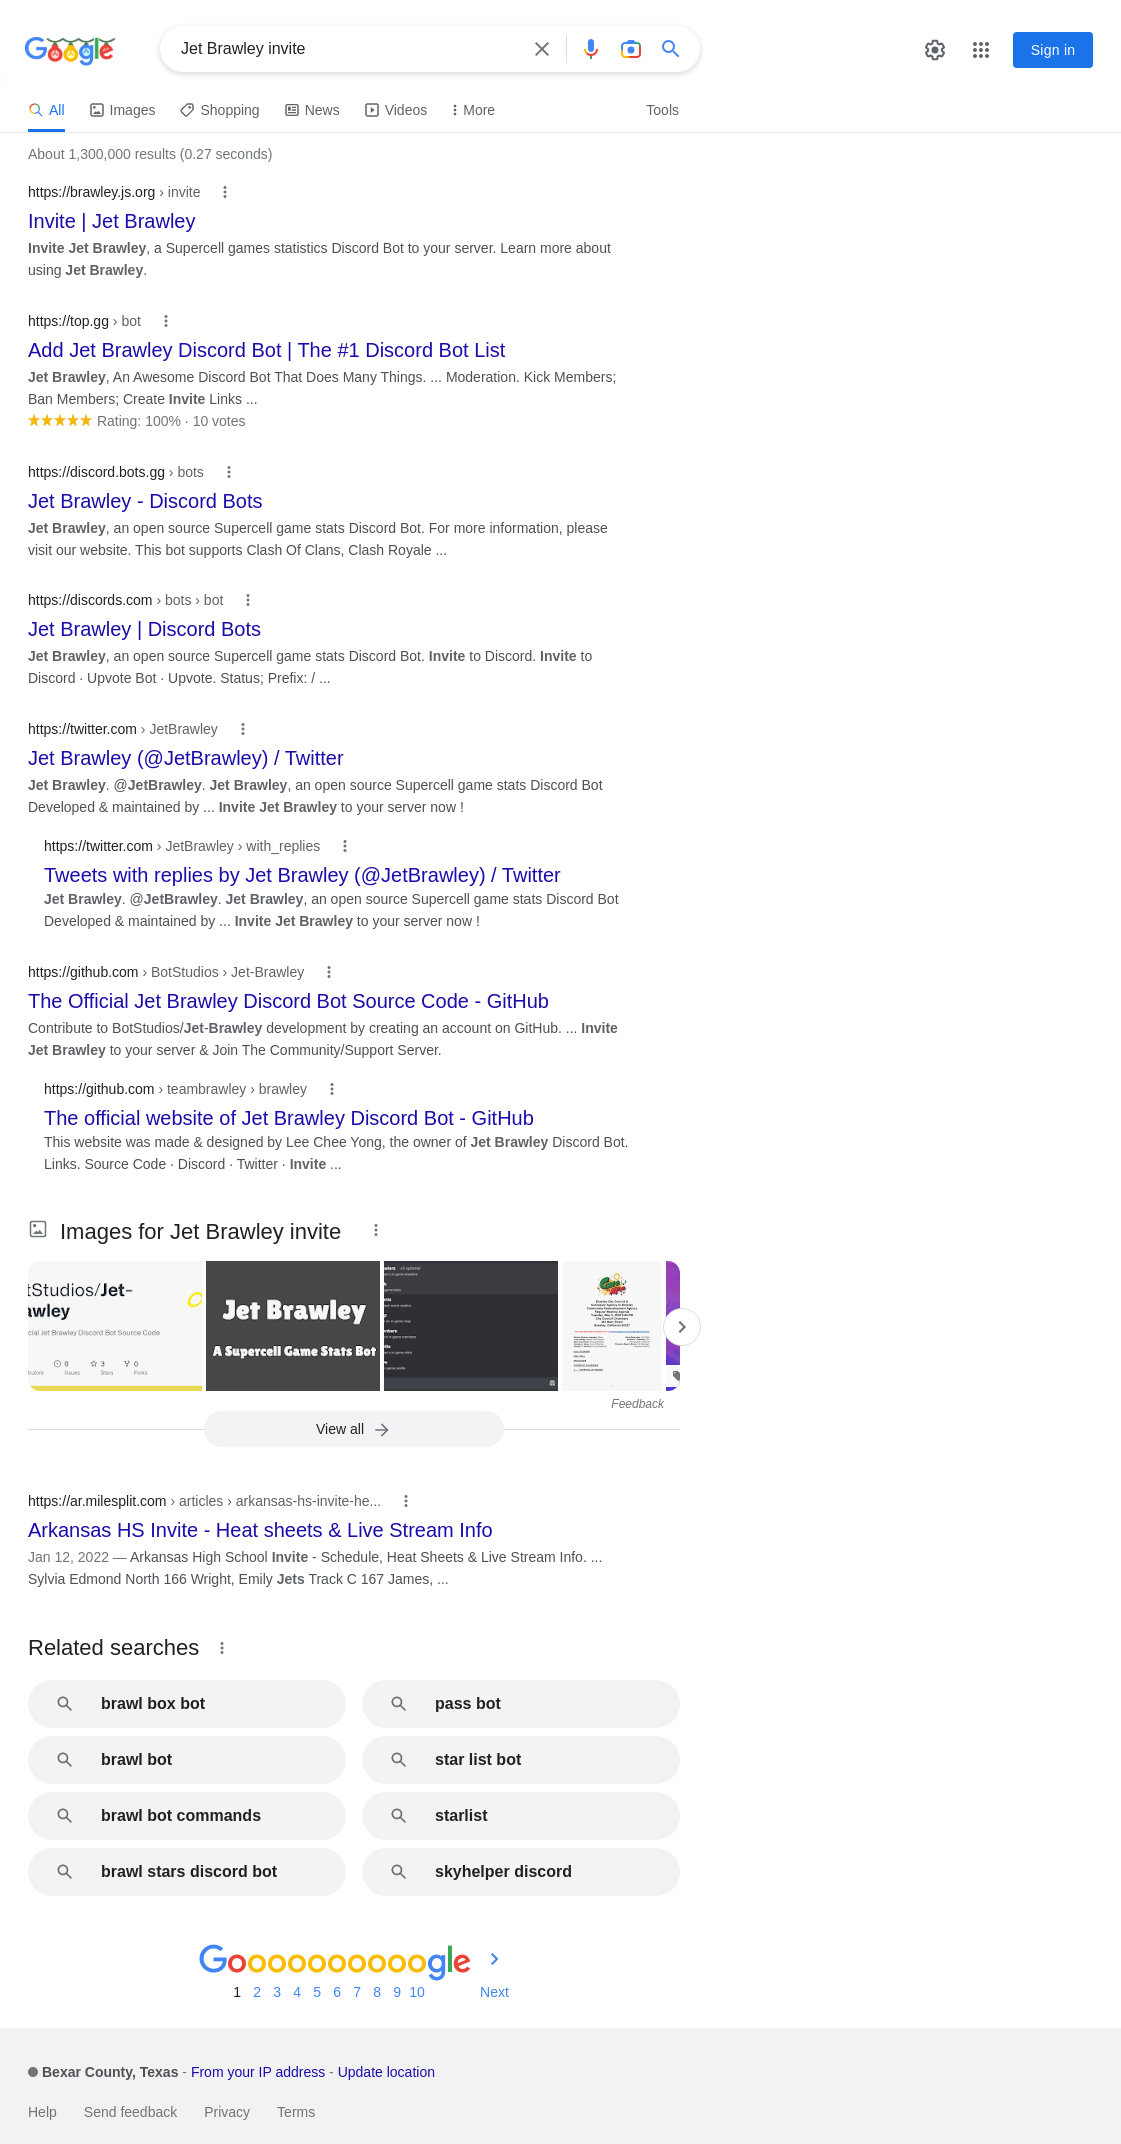 Google
Jet Brawley invite
Sign in
All
Images
Shopping
News
Videos
More
Tools
About 1,300,000 results (0.27 seconds)
https://brawley.js.org › invite
Invite | Jet Brawley
Invite Jet Brawley, a Supercell games statistics Discord Bot to your server. Learn more about
using Jet Brawley.
https://top.gg › bot
Add Jet Brawley Discord Bot | The #1 Discord Bot List
Jet Brawley, An Awesome Discord Bot That Does Many Things. ... Moderation. Kick Members;
Ban Members; Create Invite Links ...
Rating: 100% · 10 votes
https://discord.bots.gg › bots
Jet Brawley - Discord Bots
Jet Brawley, an open source Supercell game stats Discord Bot. For more information, please
visit our website. This bot supports Clash Of Clans, Clash Royale ...
https://discords.com › bots › bot
Jet Brawley | Discord Bots
Jet Brawley, an open source Supercell game stats Discord Bot. Invite to Discord. Invite to
Discord · Upvote Bot · Upvote. Status; Prefix: / ...
https://twitter.com › JetBrawley
Jet Brawley (@JetBrawley) / Twitter
Jet Brawley. @JetBrawley. Jet Brawley, an open source Supercell game stats Discord Bot
Developed & maintained by ... Invite Jet Brawley to your server now !
https://twitter.com › JetBrawley › with_replies
Tweets with replies by Jet Brawley (@JetBrawley) / Twitter
Jet Brawley. @JetBrawley. Jet Brawley, an open source Supercell game stats Discord Bot
Developed & maintained by ... Invite Jet Brawley to your server now !
https://github.com › BotStudios › Jet-Brawley
The Official Jet Brawley Discord Bot Source Code - GitHub
Contribute to BotStudios/Jet-Brawley development by creating an account on GitHub. ... Invite
Jet Brawley to your server & Join The Community/Support Server.
https://github.com › teambrawley › brawley
The official website of Jet Brawley Discord Bot - GitHub
This website was made & designed by Lee Chee Yong, the owner of Jet Brawley Discord Bot.
Links. Source Code · Discord · Twitter · Invite ...
Images for Jet Brawley invite
tStudios/Jet-
wley
cial Jet Brawley Discord Bot Source Code
0 3 0
butors Issues Stars Forks
Jet Brawley
A Supercell Game Stats Bot
Feedback
View all
https://ar.milesplit.com › articles › arkansas-hs-invite-he...
Arkansas HS Invite - Heat sheets & Live Stream Info
Jan 12, 2022 — Arkansas High School Invite - Schedule, Heat Sheets & Live Stream Info. ...
Sylvia Edmond North 166 Wright, Emily Jets Track C 167 James, ...
Related searches
brawl box bot
pass bot
brawl bot
star list bot
brawl bot commands
starlist
brawl stars discord bot
skyhelper discord
Goooooooooogle
1 2 3 4 5 6 7 8 9 10 Next
Bexar County, Texas - From your IP address - Update location
Help Send feedback Privacy Terms